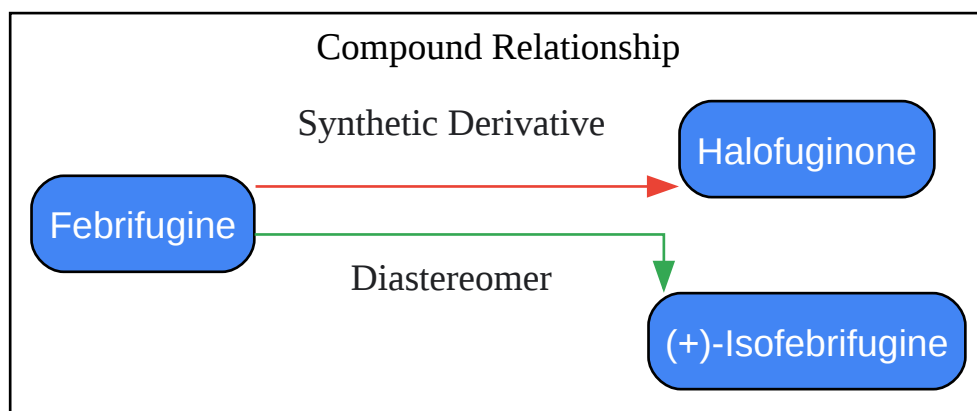 Compound Relationship
Synthetic Derivative
Halofuginone
Febrifugine
Diastereomer
(+)-Isofebrifugine